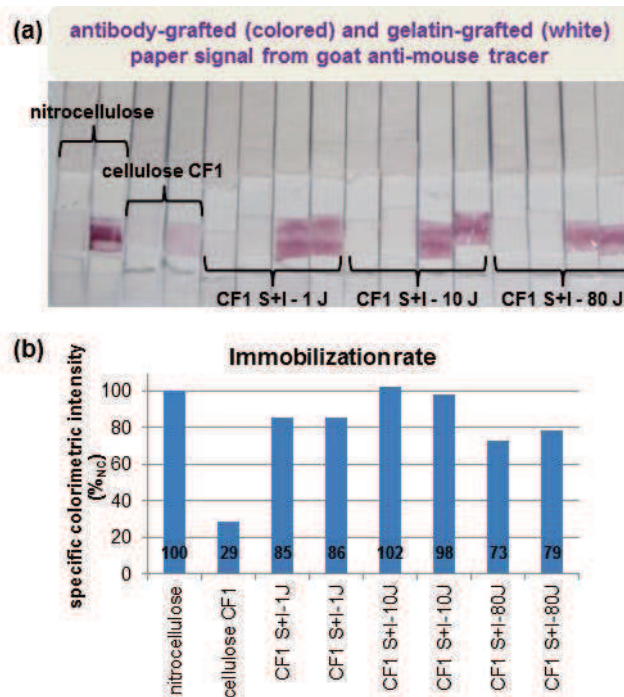 (a)
antibody-grafted (colored) and gelatin-grafted (white)
paper signal from goat anti-mouse tracer
nitrocellulose
cellulose CF1
CF1 S+I - 1 J
CF1 S+I - 10 J
CF1 S+I - 80 J
(b)
Immobilization rate
specific colorimetric intensity
(%NC)
100
80
60
40
20
0
100
29
85
86
102
98
73
79
nitrocellulose
cellulose CF1
CF1 S+I-1J
CF1 S+I-1J
CF1 S+I-10J
CF1 S+I-10J
CF1 S+I-80J
CF1 S+I-80J